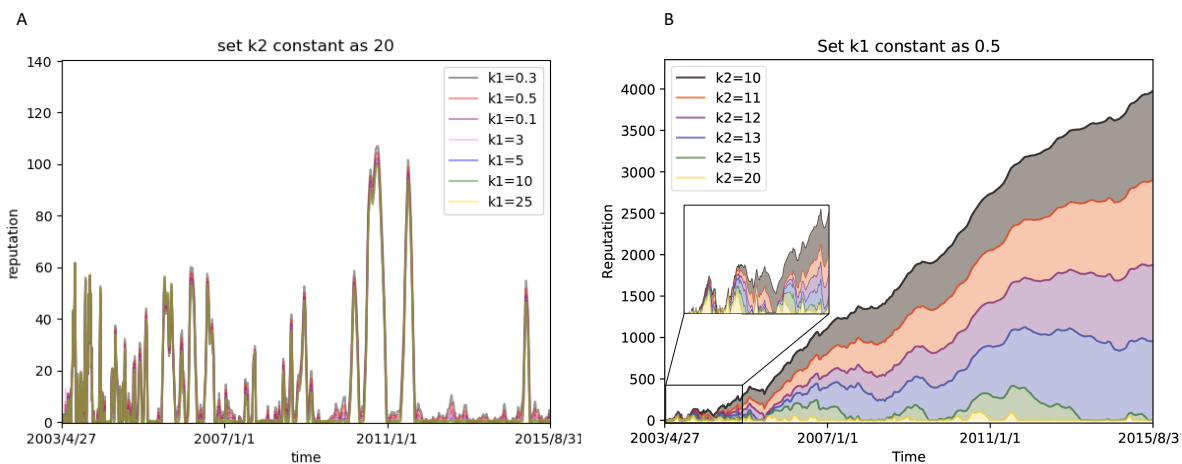 A
set k2 constant as 20
reputation
140
120
100
80
60
40
20
0
k1=0.3
k1=0.5
k1=0.1
k1=3
k1=5
k1=10
k1=25
2003/4/27 2007/1/1 2011/1/1 2015/8/31
time
B
Set k1 constant as 0.5
Reputation
4000
3500
3000
2500
2000
1500
1000
500
0
k2=10
k2=11
k2=12
k2=13
k2=15
k2=20
2003/4/27 2007/1/1 2011/1/1 2015/8/3
Time